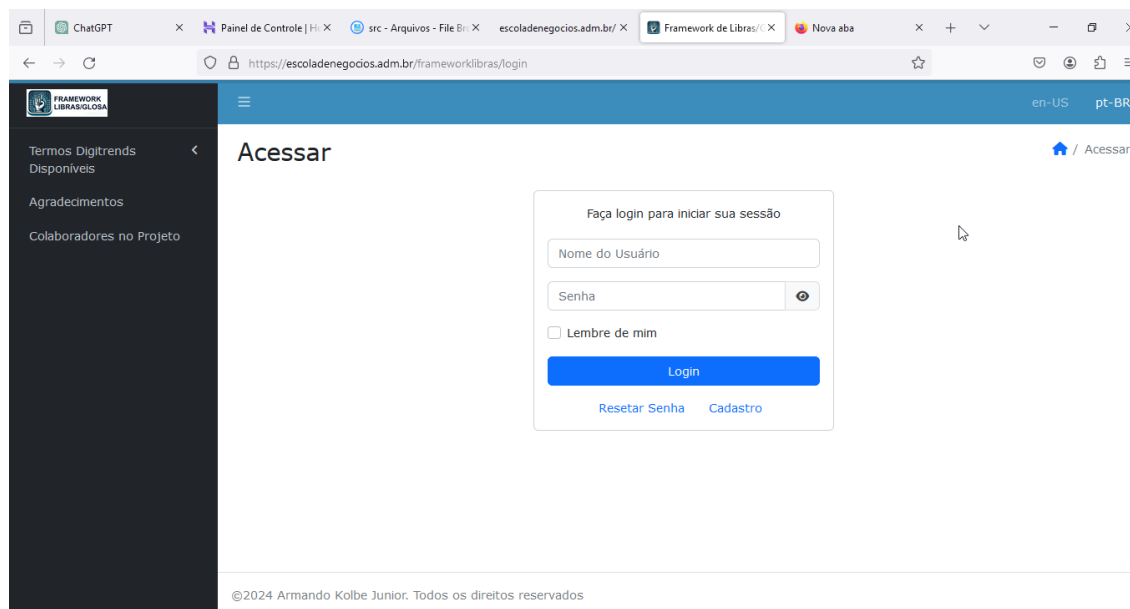 ChatGPT
Painel de Controle | Ho
src - Arquivos - File Bro
escoladenegocios.adm.br/
Framework de Libras/G
Nova aba
https://escoladenegocios.adm.br/frameworklibras/login
FRAMEWORK
LIBRAS/GLOSA
en-US pt-BR
Termos Digitrends
Disponíveis
Agradecimentos
Colaboradores no Projeto
Acessar
/ Acessar
Faça login para iniciar sua sessão
Nome do Usuário
Senha
Lembre de mim
Login
Resetar Senha Cadastro
©2024 Armando Kolbe Junior. Todos os direitos reservados